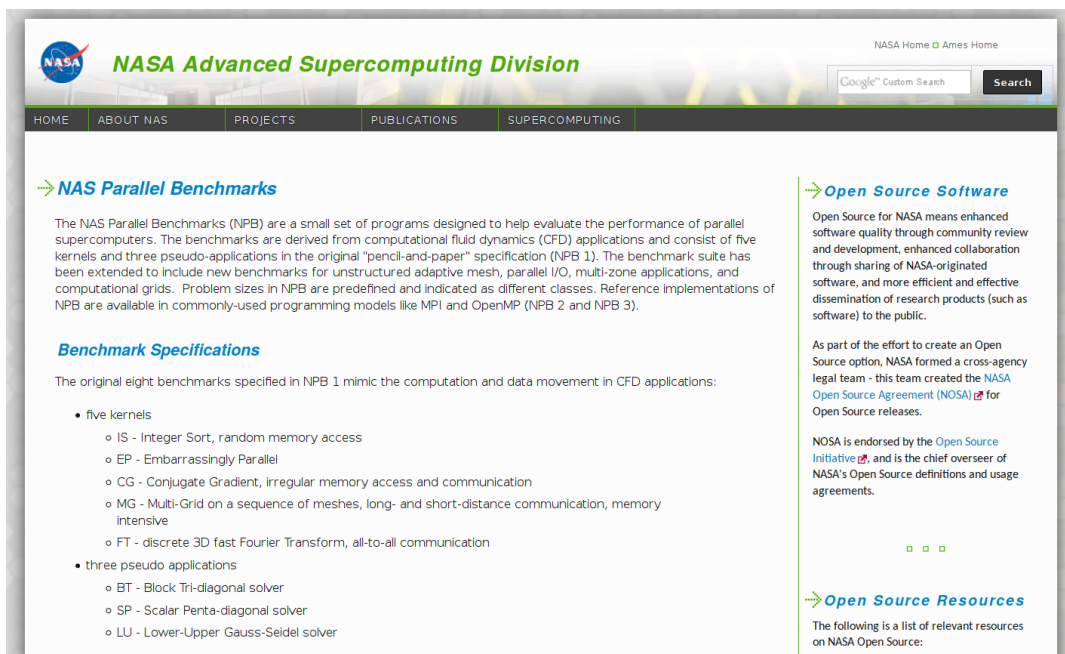 NASA
NASA Advanced Supercomputing Division
NASA Home Ames Home
Google™ Custom Search
Search
HOME ABOUT NAS PROJECTS PUBLICATIONS SUPERCOMPUTING
NAS Parallel Benchmarks
The NAS Parallel Benchmarks (NPB) are a small set of programs designed to help evaluate the performance of parallel
supercomputers. The benchmarks are derived from computational fluid dynamics (CFD) applications and consist of five
kernels and three pseudo-applications in the original "pencil-and-paper" specification (NPB 1). The benchmark suite has
been extended to include new benchmarks for unstructured adaptive mesh, parallel I/O, multi-zone applications, and
computational grids. Problem sizes in NPB are predefined and indicated as different classes. Reference implementations of
NPB are available in commonly-used programming models like MPI and OpenMP (NPB 2 and NPB 3).
Benchmark Specifications
The original eight benchmarks specified in NPB 1 mimic the computation and data movement in CFD applications:
• five kernels
IS - Integer Sort, random memory access
EP - Embarrassingly Parallel
CG - Conjugate Gradient, irregular memory access and communication
MG - Multi-Grid on a sequence of meshes, long- and short-distance communication, memory
intensive
FT - discrete 3D fast Fourier Transform, all-to-all communication
• three pseudo applications
BT - Block Tri-diagonal solver
SP - Scalar Penta-diagonal solver
LU - Lower-Upper Gauss-Seidel solver
Open Source Software
Open Source for NASA means enhanced
software quality through community review
and development, enhanced collaboration
through sharing of NASA-originated
software, and more efficient and effective
dissemination of research products (such as
software) to the public.
As part of the effort to create an Open
Source option, NASA formed a cross-agency
legal team - this team created the NASA
Open Source Agreement (NOSA) for
Open Source releases.
NOSA is endorsed by the Open Source
Initiative, and is the chief overseer of
NASA's Open Source definitions and usage
agreements.
Open Source Resources
The following is a list of relevant resources
on NASA Open Source: